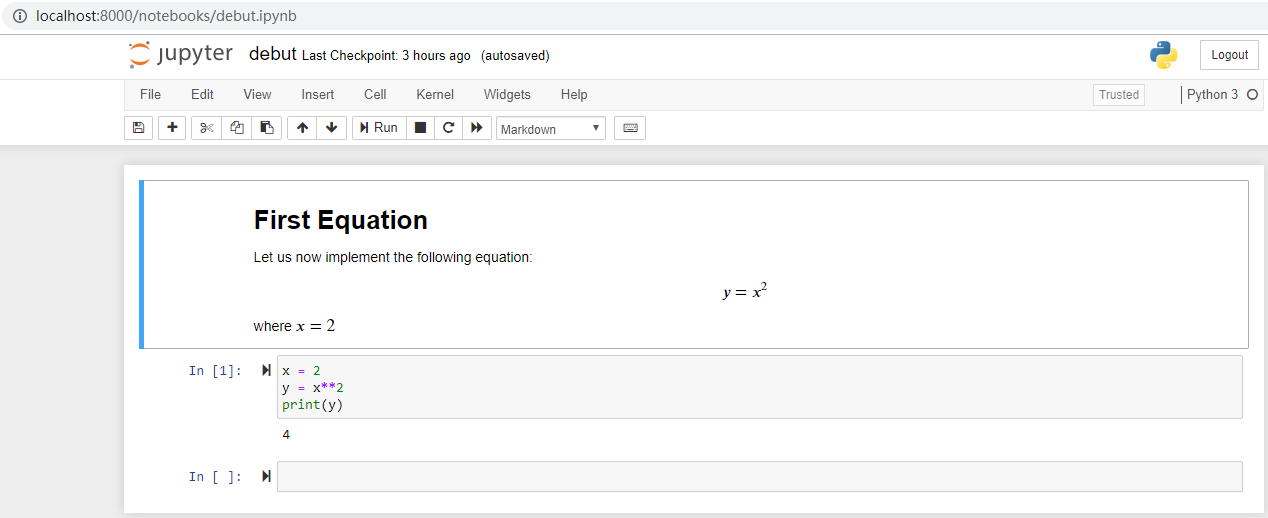 localhost:8000/notebooks/debut.ipynb
jupyter debut Last Checkpoint: 3 hours ago (autosaved) Logout
File Edit View Insert Cell Kernel Widgets Help Trusted Python 3
Run Markdown
First Equation
Let us now implement the following equation:
y = x²
where x = 2
In [1]: x = 2
y = x**2
print(y)
4
In [ ]: